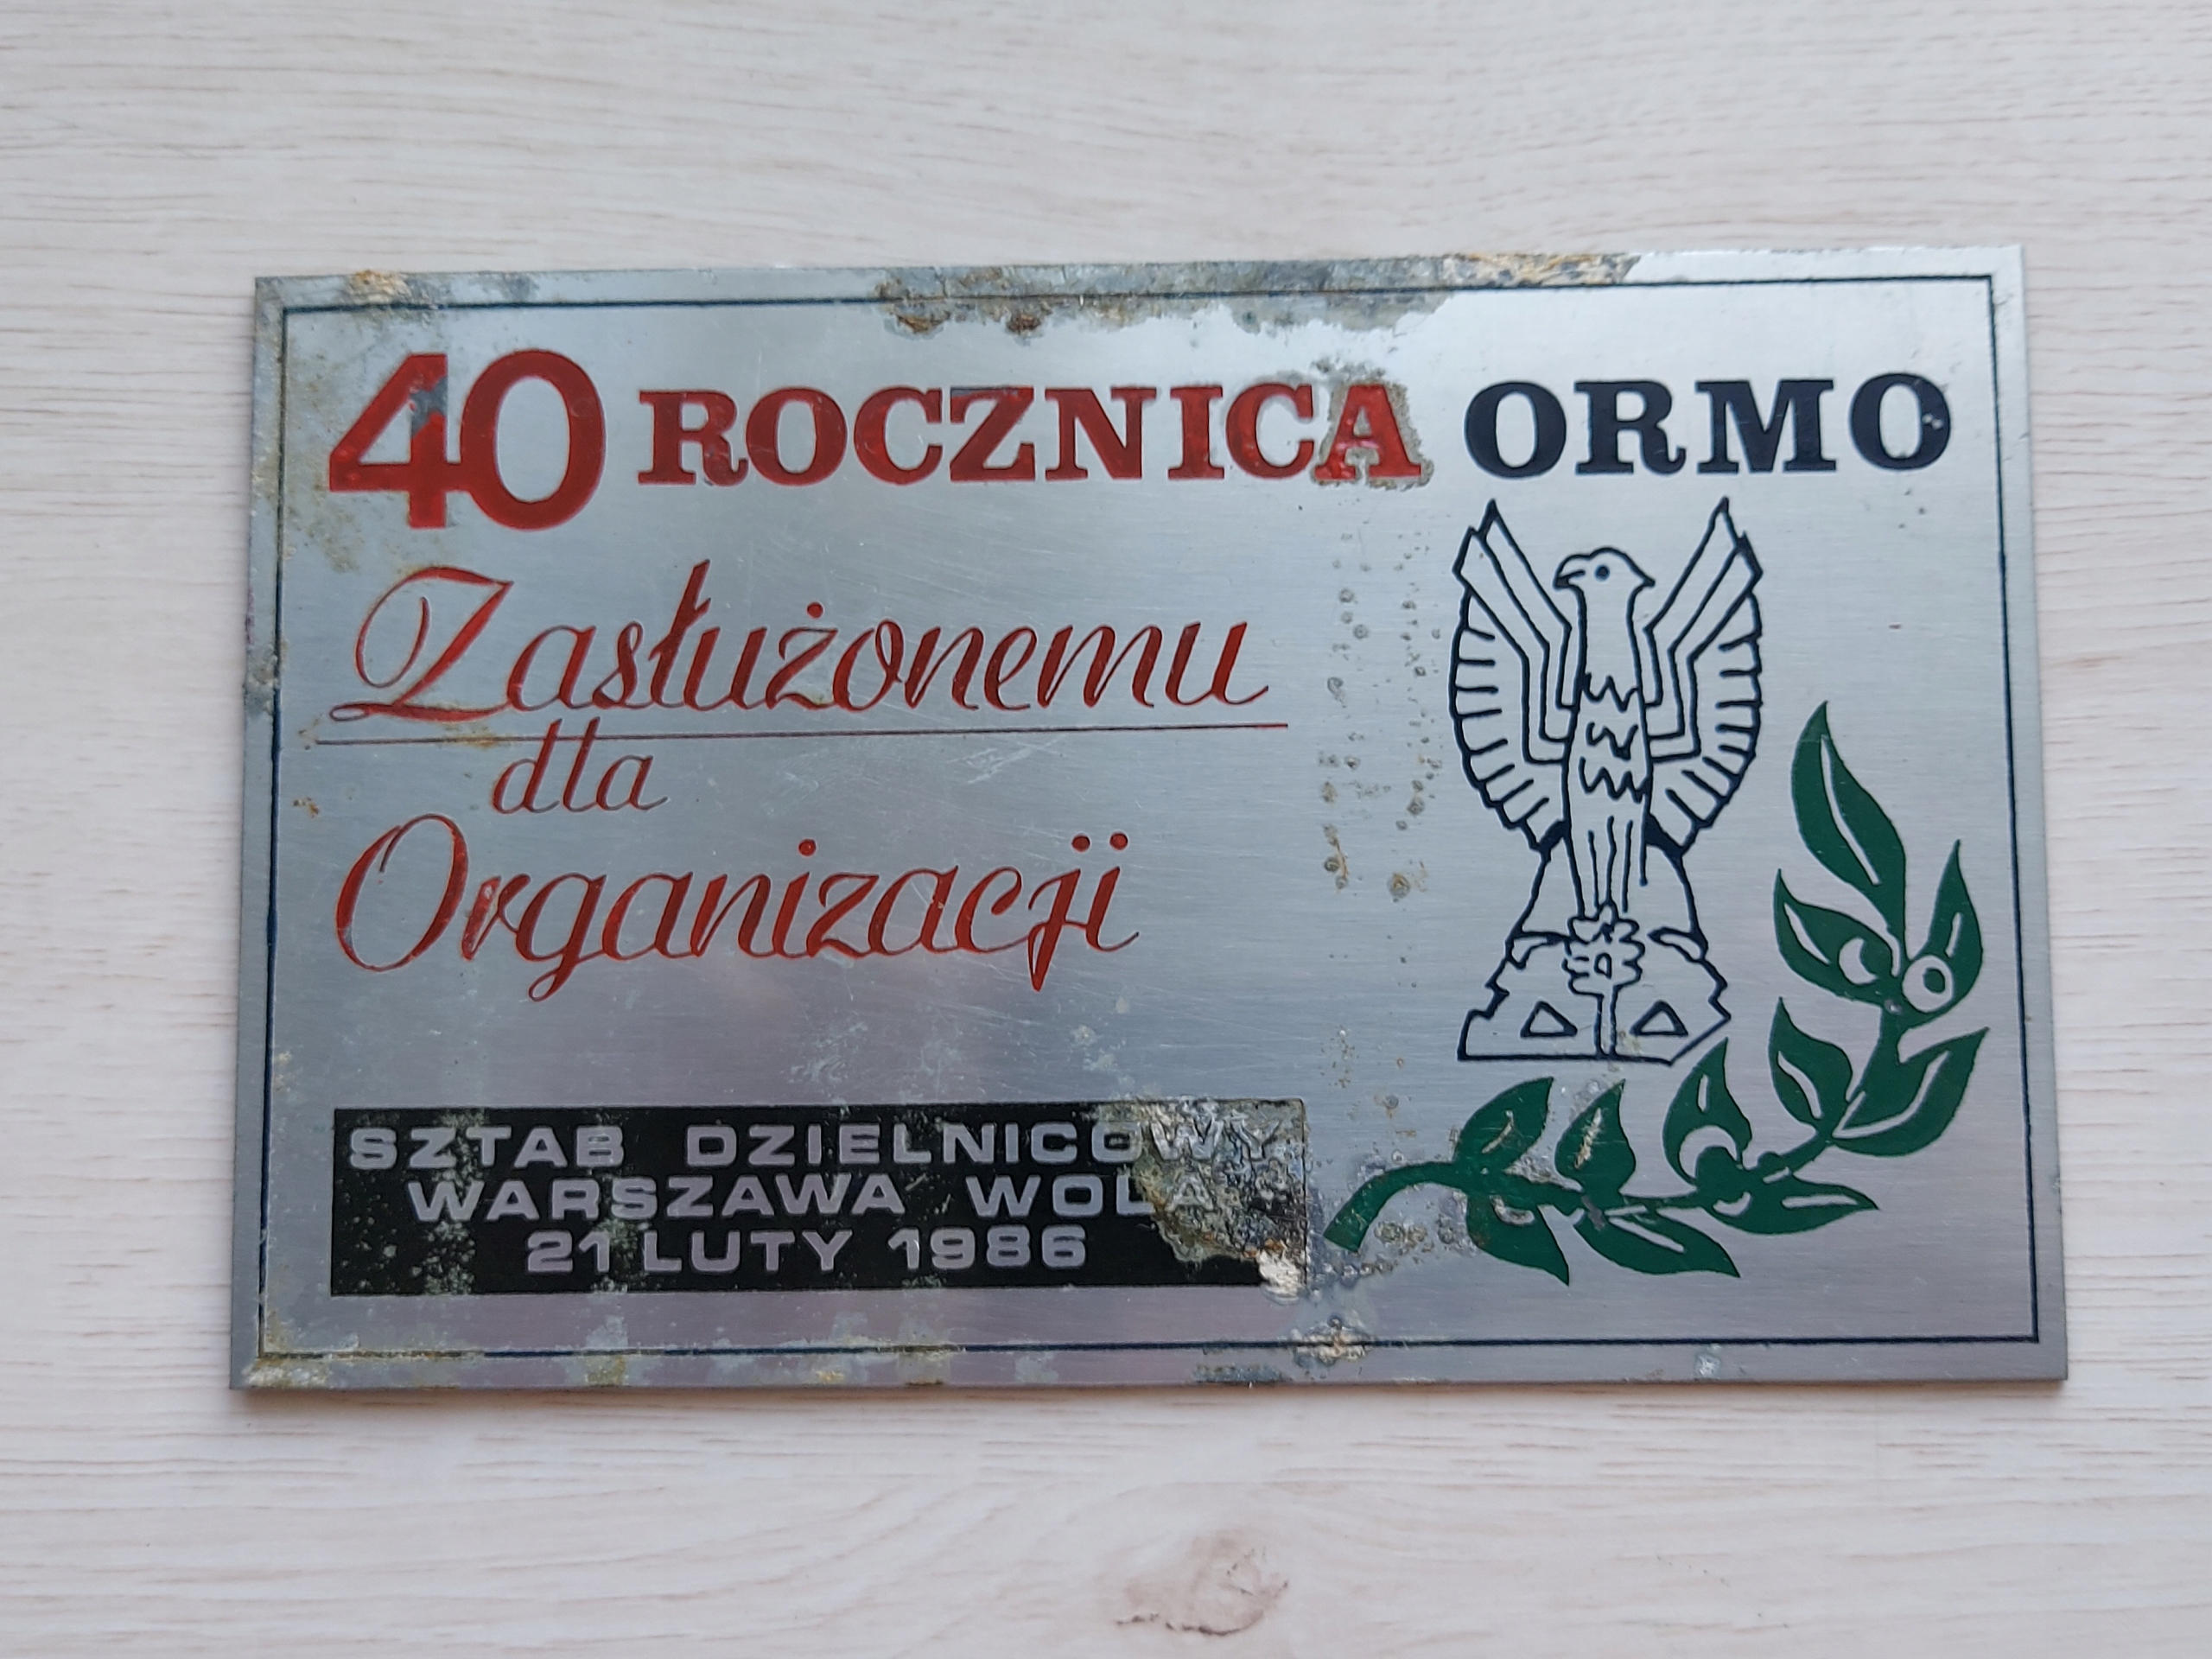 40 ROCZNICA ORMO
Zasłużonemu
dla
Organizacji
SZTAB DZIELNICOWY
WARSZAWA WOLA
21 LUTY 1986